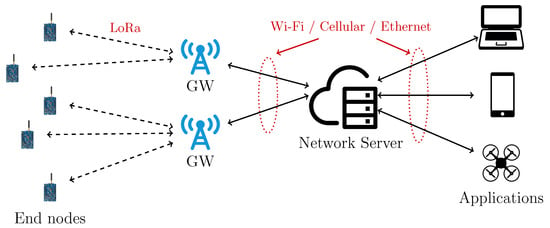 LoRa
Wi-Fi / Cellular / Ethernet
GW
Network Server
GW
Applications
End nodes